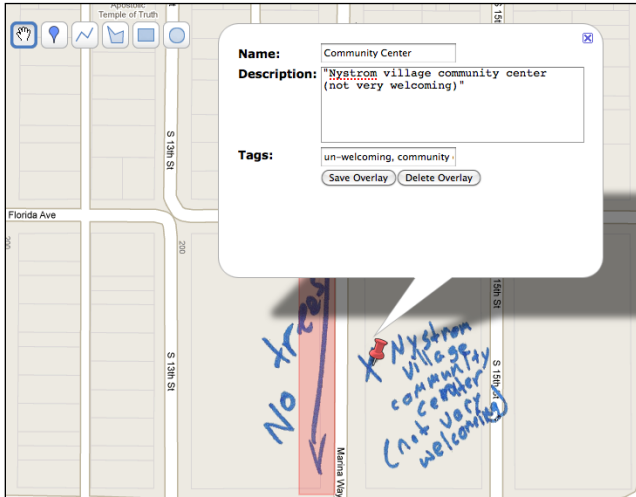 Apostolic
Temple of Truth
Name:
Community Center
Description:
"Nystrom village community center
(not very welcoming)"
Tags:
un-welcoming, community
Save Overlay
Delete Overlay
S 15t
S 13th St
Florida Ave
200
200
15th St
No trees
S 13th St
Marina Way
S 15th St
X Nystrom
village
community
center
(not very
welcoming)